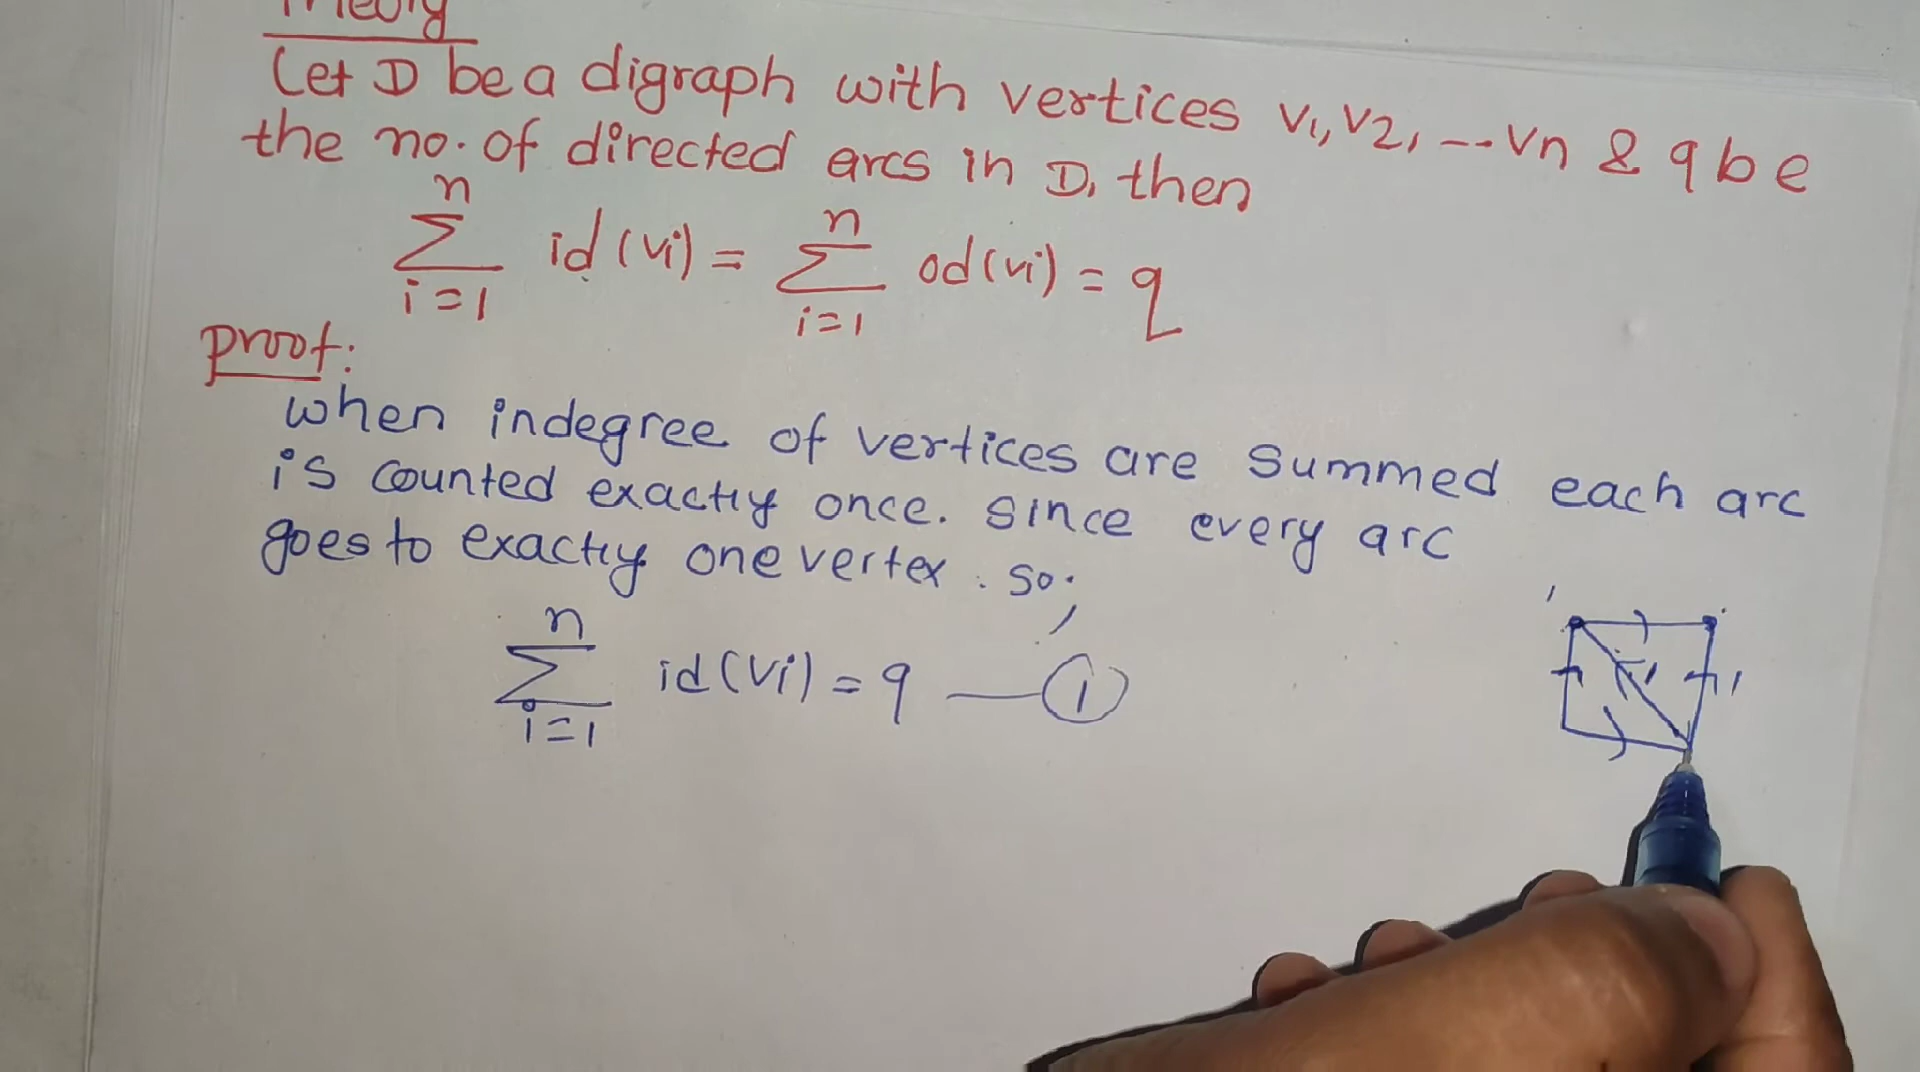 Theory
Let D be a digraph with vertices v1, v2, --- vn & q be
the no. of directed arcs in D, then
n n
Σ id(vi) = Σ od(vi) = q
i=1 i=1
proof:
when indegree of vertices are summed each arc
is counted exactly once. since every arc
goes to exactly one vertex. so;
n
Σ id(vi) = q — 1
i=1